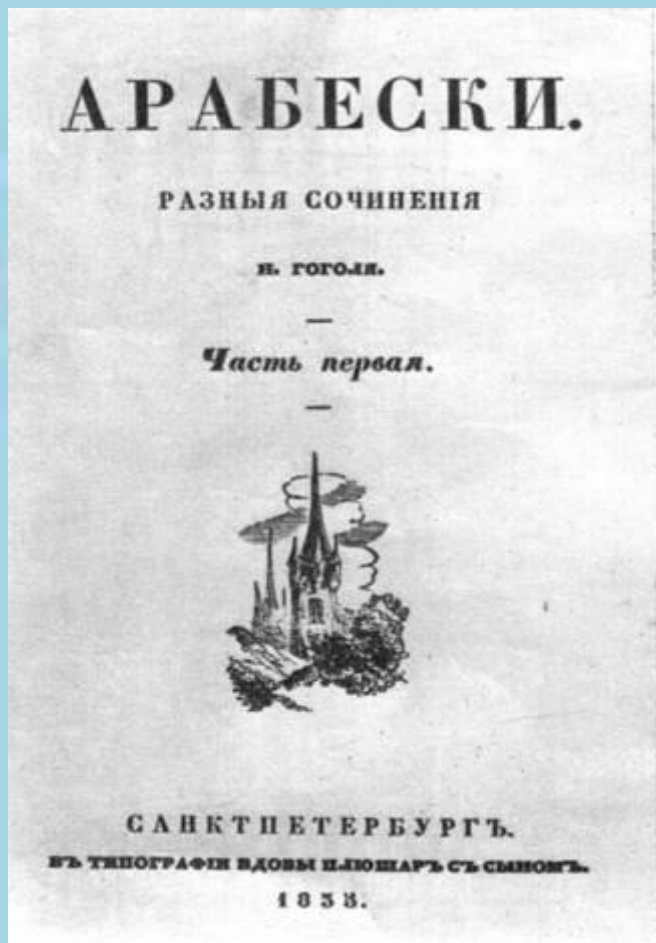 АРАБЕСКИ.
РАЗНЫЯ СОЧИНЕНІЯ
Н. ГОГОЛЯ.
Часть первая.
САНКТПЕТЕРБУРГЪ.
ВЪ ТИПОГРАФІИ ВДОВЫ ПЛЮШАРЪ СЪ СЫНОМЪ.
1835.